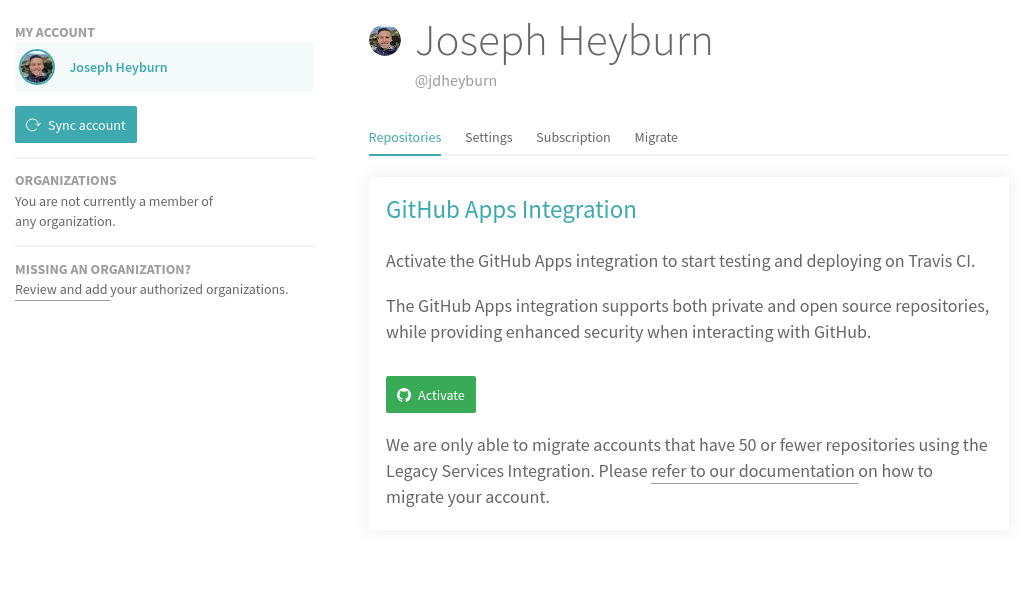 MY ACCOUNT
Joseph Heyburn
Sync account
ORGANIZATIONS
You are not currently a member of
any organization.
MISSING AN ORGANIZATION?
Review and add your authorized organizations.
Joseph Heyburn
@jdheyburn
Repositories Settings Subscription Migrate
GitHub Apps Integration
Activate the GitHub Apps integration to start testing and deploying on Travis CI.
The GitHub Apps integration supports both private and open source repositories,
while providing enhanced security when interacting with GitHub.
Activate
We are only able to migrate accounts that have 50 or fewer repositories using the
Legacy Services Integration. Please refer to our documentation on how to
migrate your account.